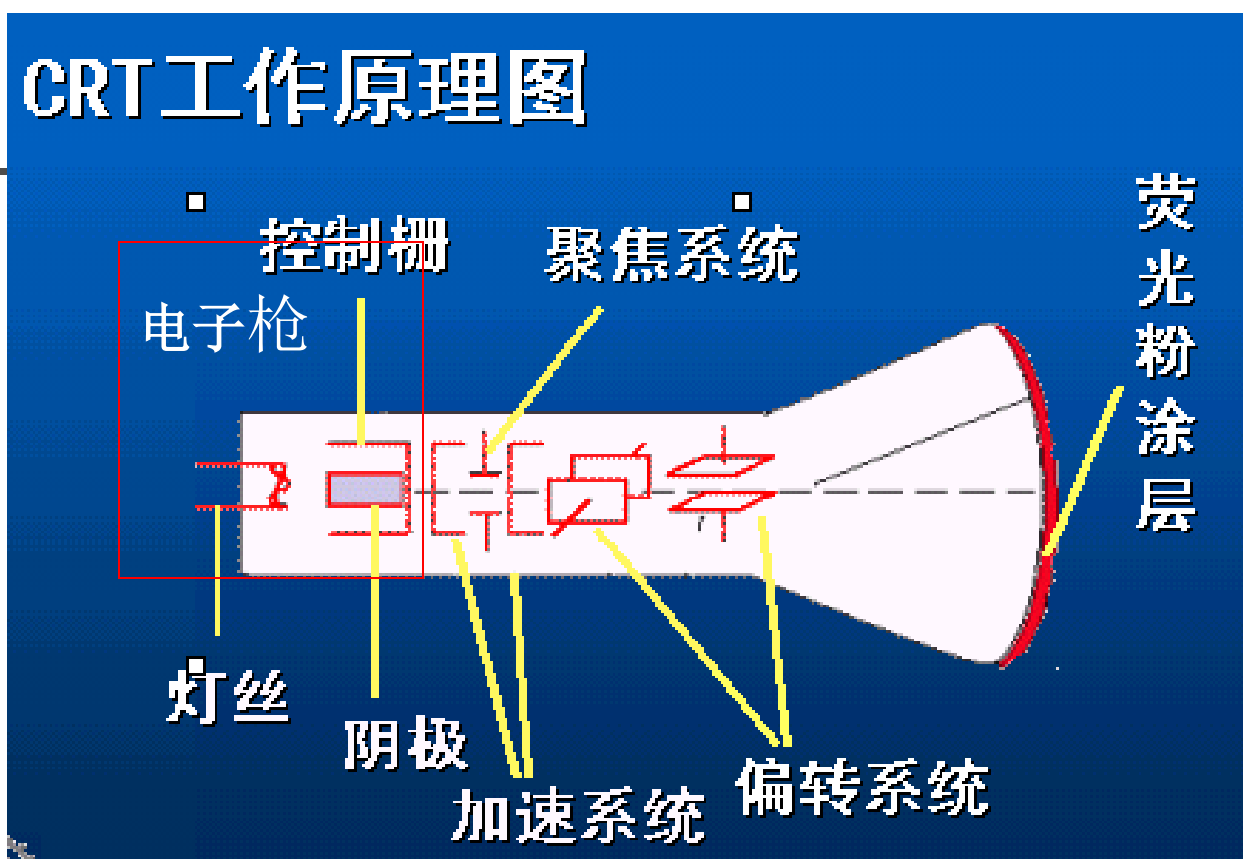 CRT工作原理图
控制栅
聚焦系统
电子枪
荧光粉涂层
灯丝
阴极
加速系统
偏转系统